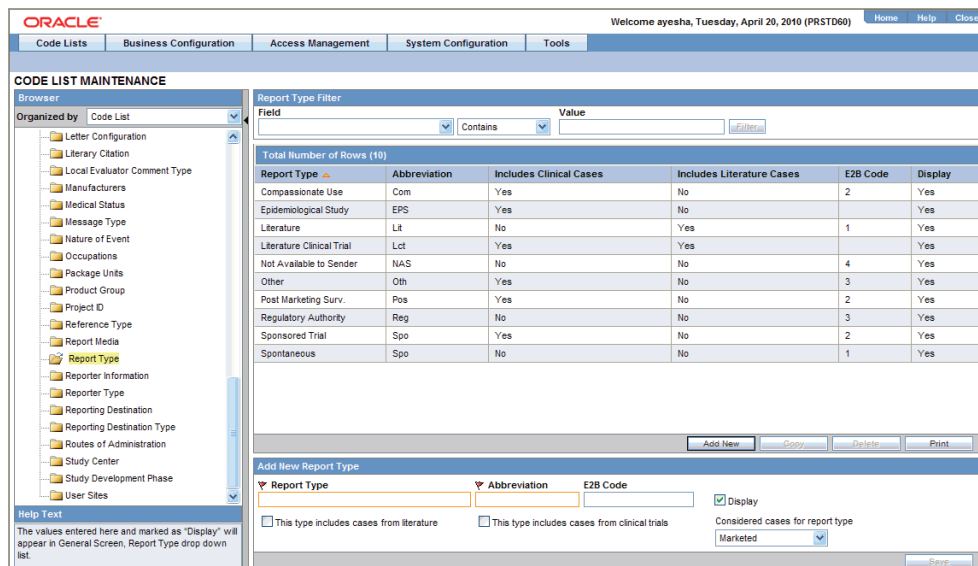 ORACLE
Welcome ayesha, Tuesday, April 20, 2010 (PRSTD60) Home Help Close
Code Lists Business Configuration Access Management System Configuration Tools
CODE LIST MAINTENANCE
Browser
Organized by Code List
Letter Configuration
Literary Citation
Local Evaluator Comment Type
Manufacturers
Medical Status
Message Type
Nature of Event
Occupations
Package Units
Product Group
Project ID
Reference Type
Report Media
Report Type
Reporter Information
Reporter Type
Reporting Destination
Reporting Destination Type
Routes of Administration
Study Center
Study Development Phase
User Sites
Help Text
The values entered here and marked as "Display" will
appear in General Screen, Report Type drop down
list.
Report Type Filter
Field Value
Contains Filter
Total Number of Rows (10)
Report Type Abbreviation Includes Clinical Cases Includes Literature Cases E2B Code Display
Compassionate Use Com Yes No 2 Yes
Epidemiological Study EPS Yes No Yes
Literature Lit No Yes 1 Yes
Literature Clinical Trial Lct Yes Yes Yes
Not Available to Sender NAS No No 4 Yes
Other Oth Yes No 3 Yes
Post Marketing Surv. Pos Yes No 2 Yes
Regulatory Authority Reg No No 3 Yes
Sponsored Trial Spo Yes No 2 Yes
Spontaneous Spo No No 1 Yes
Add New Copy Delete Print
Add New Report Type
Report Type Abbreviation E2B Code
Display
This type includes cases from literature This type includes cases from clinical trials Considered cases for report type
Marketed
Save